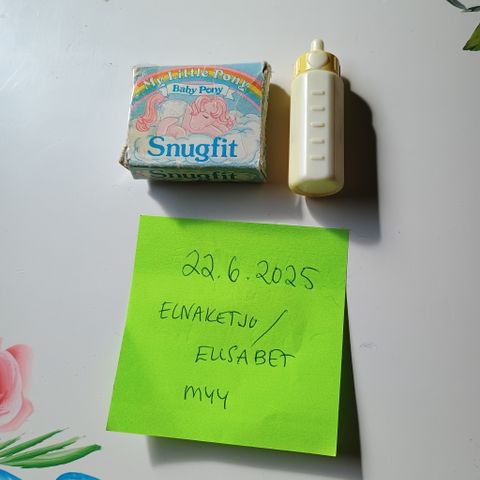 My Little Pony
Baby Pony
Snugfit
Snugfit
22.6.2025
ELNAKETJU /
ELISABET
MYY